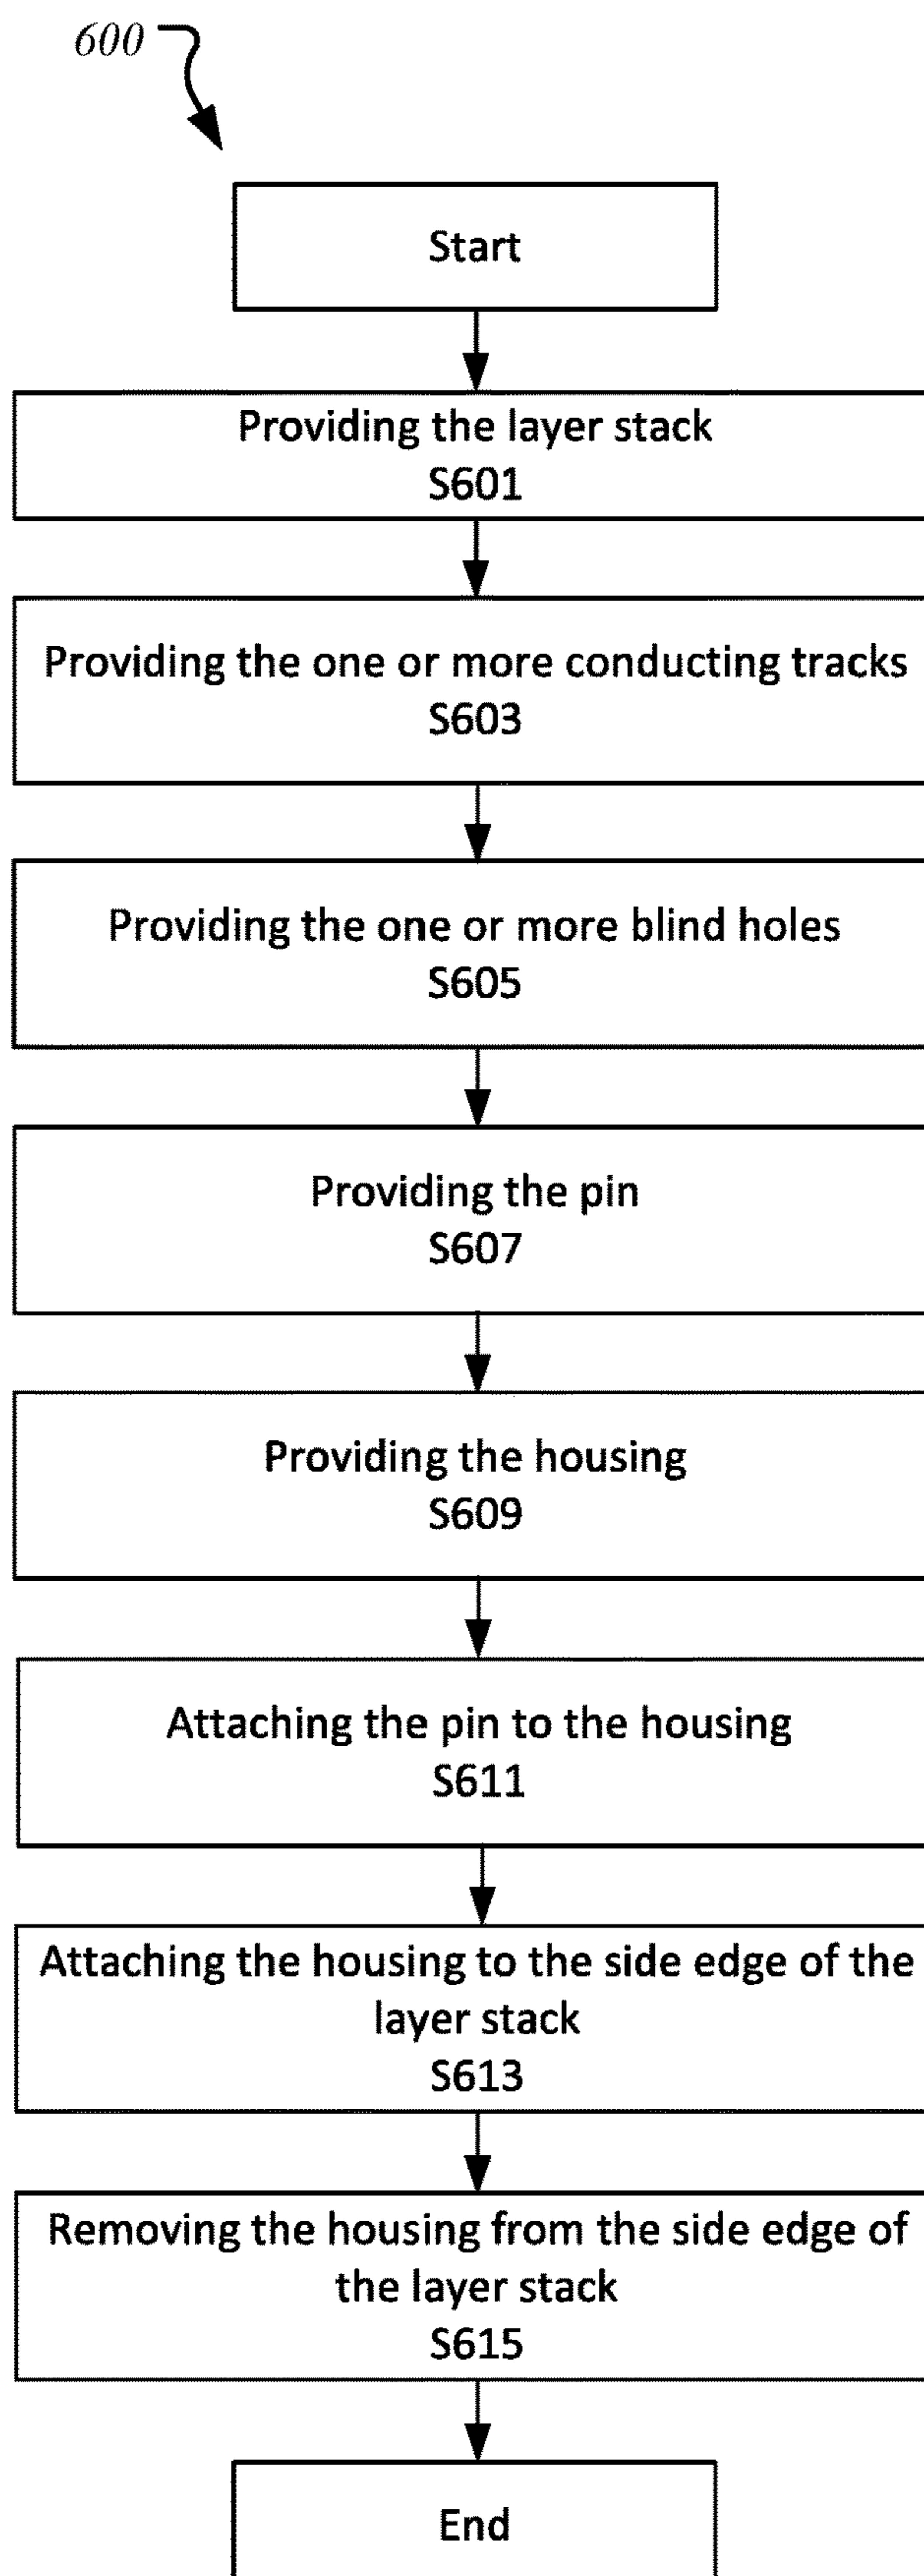 600
Start
Providing the layer stack
S601
Providing the one or more conducting tracks
S603
Providing the one or more blind holes
S605
Providing the pin
S607
Providing the housing
S609
Attaching the pin to the housing
S611
Attaching the housing to the side edge of the
layer stack
S613
Removing the housing from the side edge of
the layer stack
S615
End